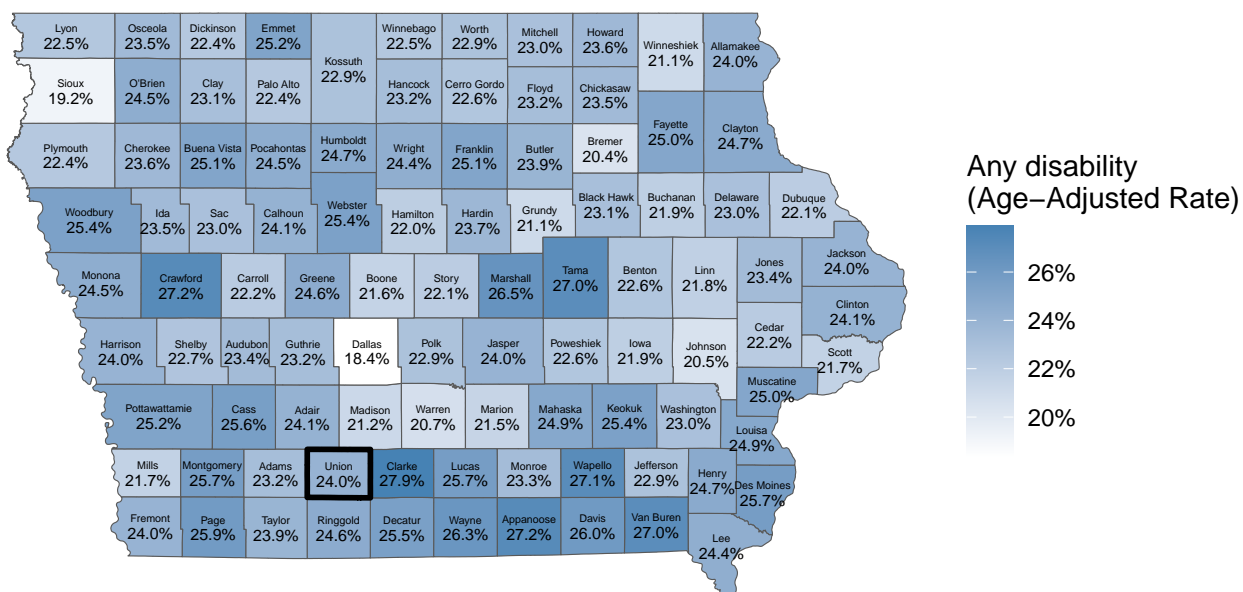 Lyon Osceola Dickinson Emmet Winnebago Worth Mitchell Howard Winneshiek Allamakee
22.5% 23.5% 22.4% 25.2% 22.5% 22.9% 23.0% 23.6% 21.1% 24.0%
Kossuth
22.9%
Sioux O'Brien Clay Palo Alto Hancock Cerro Gordo Floyd Chickasaw
19.2% 24.5% 23.1% 22.4% 23.2% 22.6% 23.2% 23.5%
Fayette Clayton
25.0% 24.7%
Plymouth Cherokee Buena Vista Pocahontas Humboldt Wright Franklin Butler Bremer
22.4% 23.6% 25.1% 24.5% 24.7% 24.4% 25.1% 23.9% 20.4%
Any disability
(Age−Adjusted Rate)
Woodbury Ida Sac Calhoun Webster Hamilton Hardin Grundy Black Hawk Buchanan Delaware Dubuque
25.4% 23.5% 23.0% 24.1% 25.4% 22.0% 23.7% 21.1% 23.1% 21.9% 23.0% 22.1%
Monona Crawford Carroll Greene Boone Story Marshall Tama Benton Linn Jones Jackson
24.5% 27.2% 22.2% 24.6% 21.6% 22.1% 26.5% 27.0% 22.6% 21.8% 23.4% 24.0%
26%
Clinton
24.1%
24%
Harrison Shelby Audubon Guthrie Dallas Polk Jasper Poweshiek Iowa Johnson Cedar Scott
24.0% 22.7% 23.4% 23.2% 18.4% 22.9% 24.0% 22.6% 21.9% 20.5% 22.2% 21.7%
22%
Muscatine
25.0%
Pottawattamie Cass Adair Madison Warren Marion Mahaska Keokuk Washington Louisa
25.2% 25.6% 24.1% 21.2% 20.7% 21.5% 24.9% 25.4% 23.0% 24.9%
20%
Mills Montgomery Adams Union Clarke Lucas Monroe Wapello Jefferson Henry Des Moines
21.7% 25.7% 23.2% 24.0% 27.9% 25.7% 23.3% 27.1% 22.9% 24.7% 25.7%
Fremont Page Taylor Ringgold Decatur Wayne Appanoose Davis Van Buren Lee
24.0% 25.9% 23.9% 24.6% 25.5% 26.3% 27.2% 26.0% 27.0% 24.4%